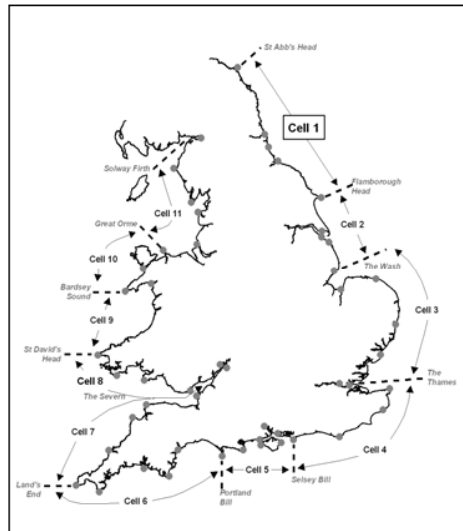 St Abb's Head
Cell 1
Solway Firth
Flamborough
Head
Great Orme
Cell 11
Cell 2
Cell 10
The Wash
Bardsey
Sound
Cell 9
Cell 3
St David's
Head
Cell 8
The Severn
The
Thames
Cell 7
Cell 4
Land's
End
Cell 6
Cell 5
Portland
Bill
Selsey Bill